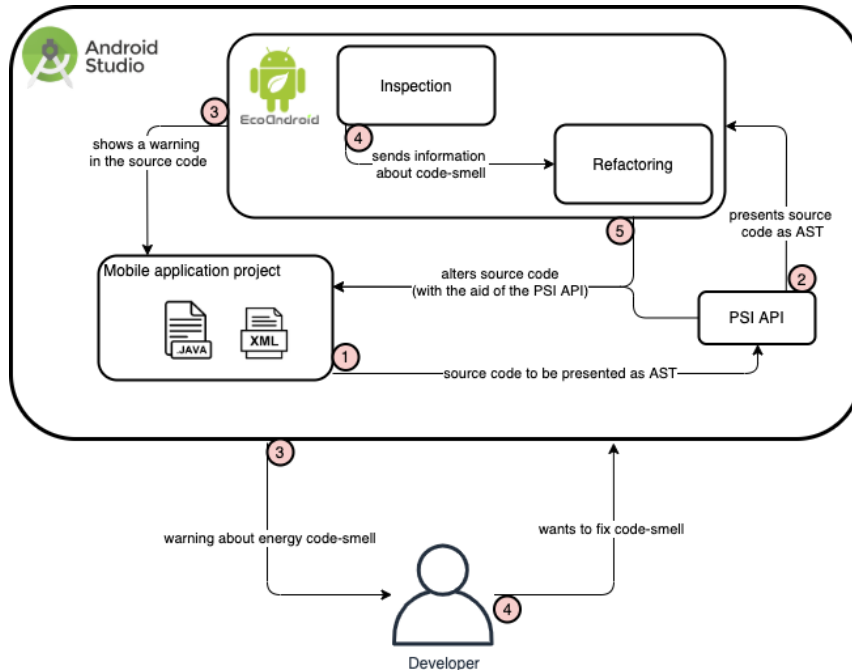 Android
Studio
EcoAndroid
Inspection
3
4
shows a warning
in the source code
sends information
about code-smell
Refactoring
presents source
code as AST
5
Mobile application project
alters source code
(with the aid of the PSI API)
2
PSI API
.JAVA
XML
1
source code to be presented as AST
3
warning about energy code-smell
wants to fix code-smell
4
Developer